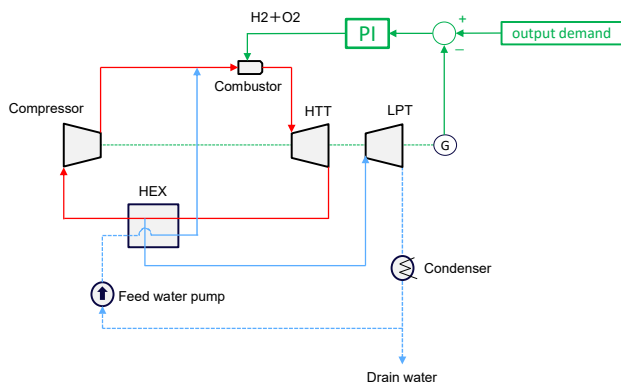 H2＋O2
PI
+
−
output demand
Combustor
Compressor
HTT
LPT
G
HEX
Condenser
Feed water pump
Drain water